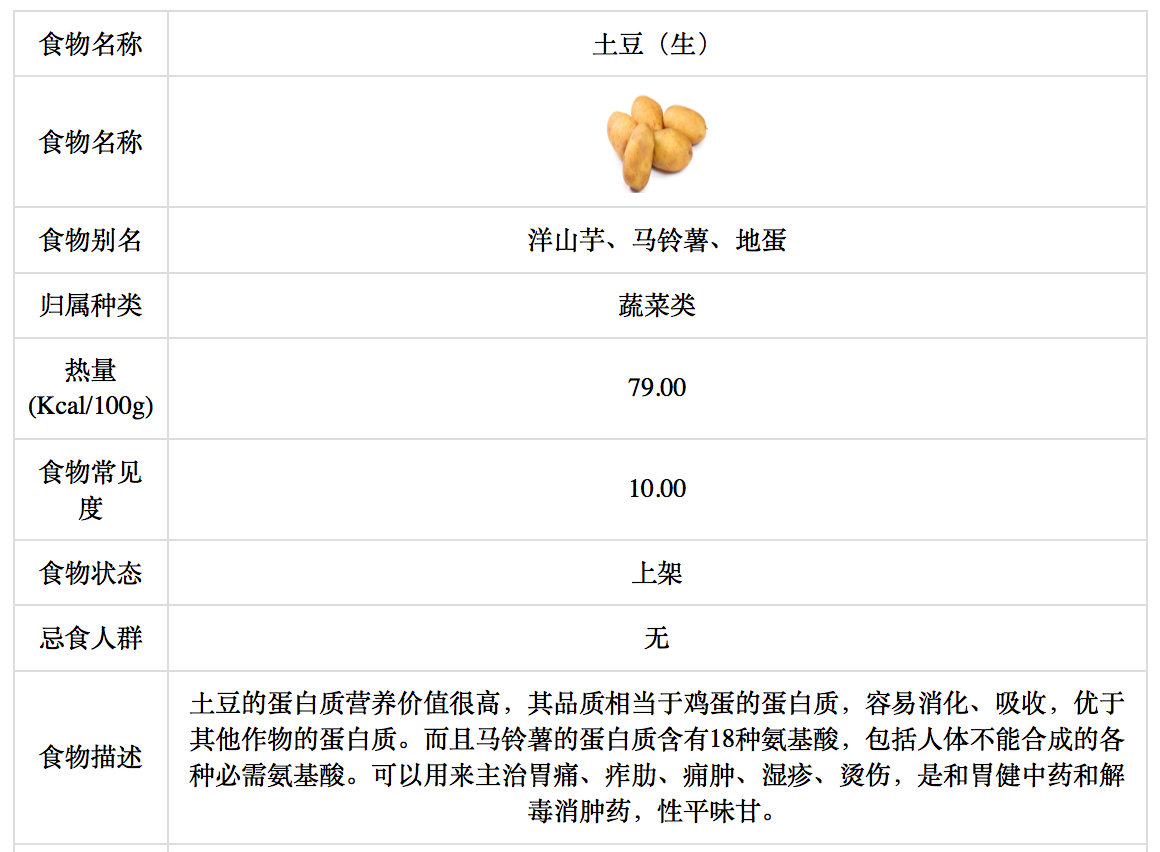 食物名称
土豆（生）
食物名称
食物别名
洋山芋、马铃薯、地蛋
归属种类
蔬菜类
热量
(Kcal/100g)
79.00
食物常见
度
10.00
食物状态
上架
忌食人群
无
食物描述
土豆的蛋白质营养价值很高，其品质相当于鸡蛋的蛋白质，容易消化、吸收，优于
其他作物的蛋白质。而且马铃薯的蛋白质含有18种氨基酸，包括人体不能合成的各
种必需氨基酸。可以用来主治胃痛、痄肋、痈肿、湿疹、烫伤，是和胃健中药和解
毒消肿药，性平味甘。